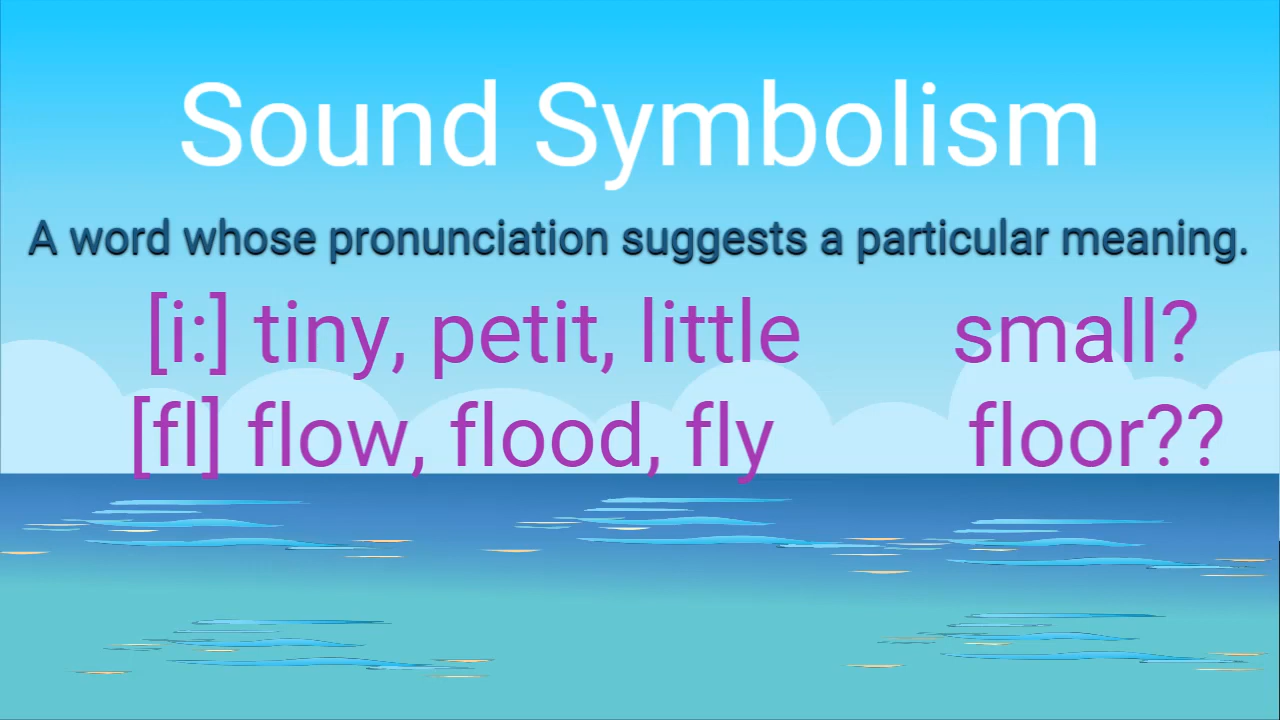 Sound Symbolism
A word whose pronunciation suggests a particular meaning.
[i:] tiny, petit, little small?
[fl] flow, flood, fly floor??